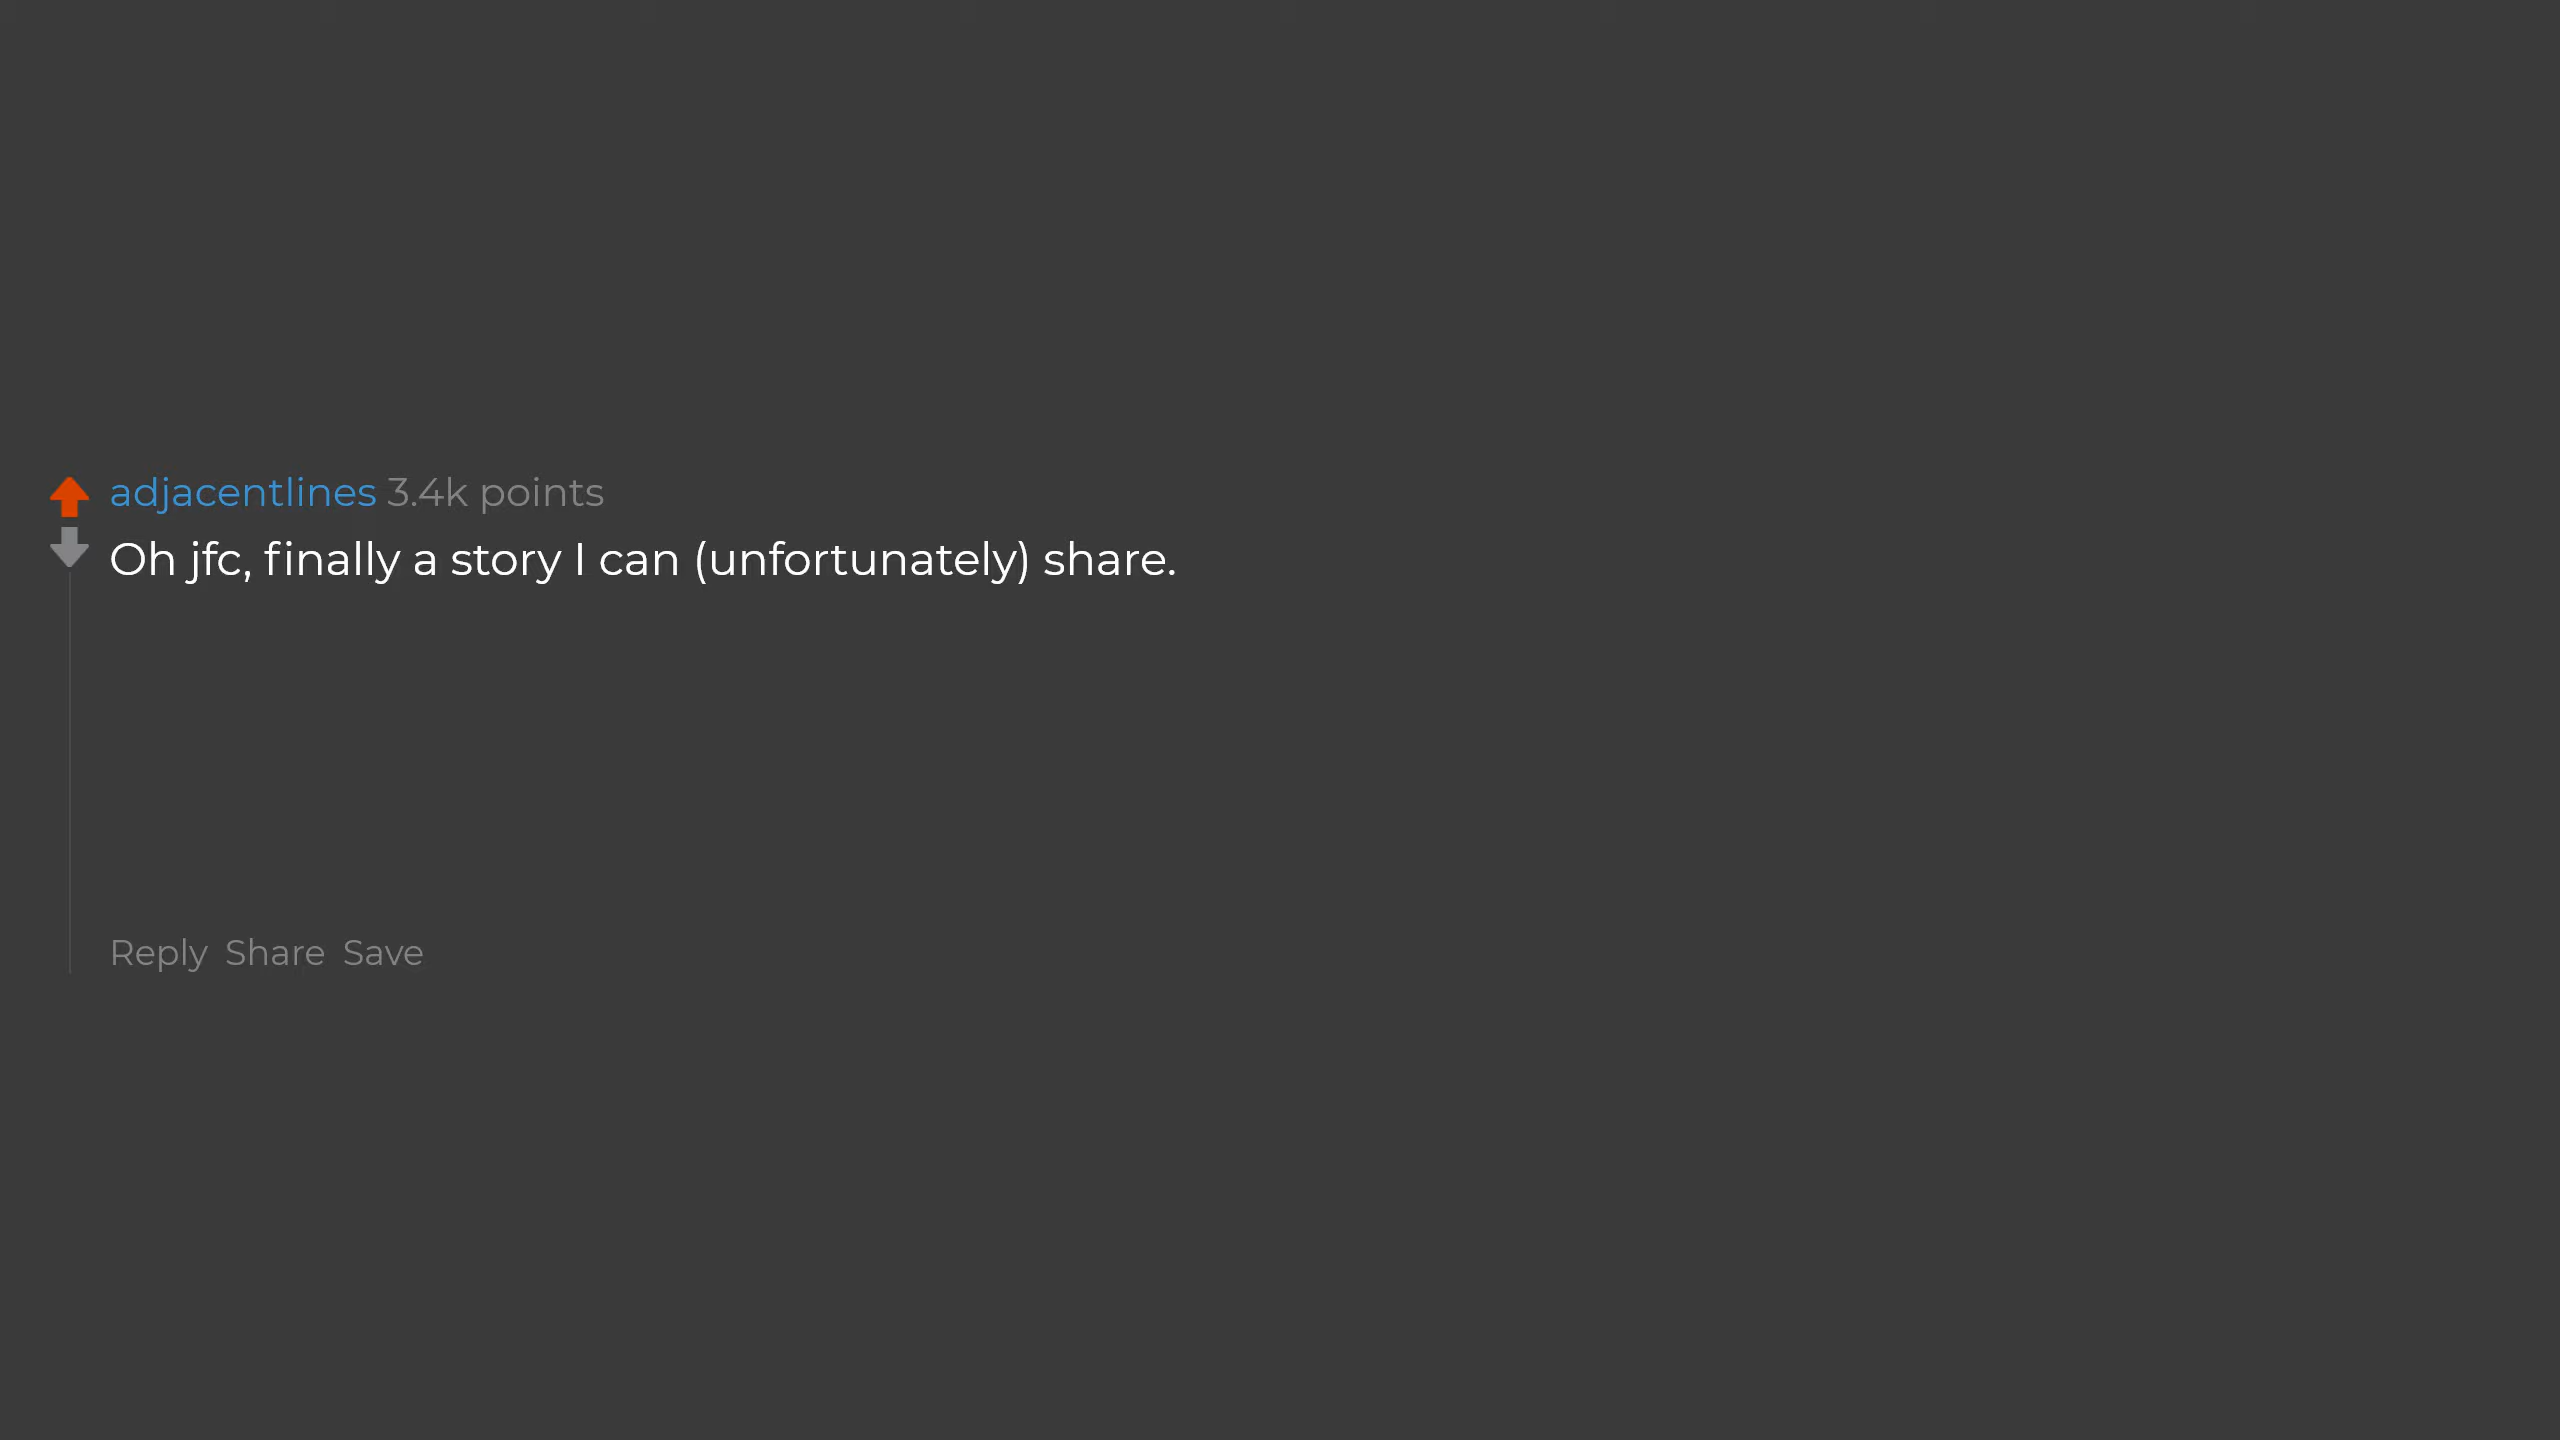 adjacentlines 3.4k points
Oh jfc, finally a story I can (unfortunately) share.
Reply Share Save